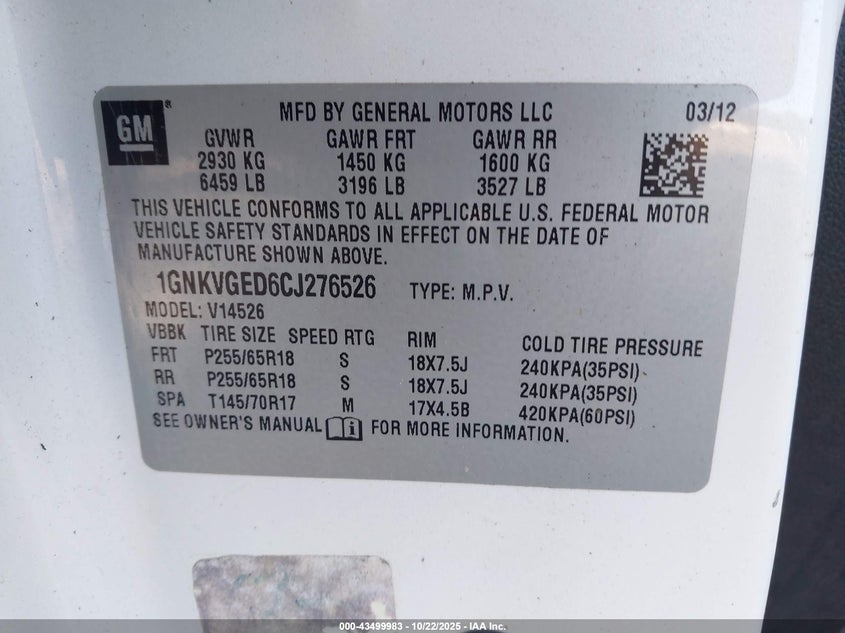 GM®
MFD BY GENERAL MOTORS LLC 03/12
GVWR GAWR FRT GAWR RR
2930 KG 1450 KG 1600 KG
6459 LB 3196 LB 3527 LB
THIS VEHICLE CONFORMS TO ALL APPLICABLE U.S. FEDERAL MOTOR
VEHICLE SAFETY STANDARDS IN EFFECT ON THE DATE OF
MANUFACTURE SHOWN ABOVE.
1GNKVGED6CJ276526 TYPE: M.P.V.
MODEL: V14526
VBBK TIRE SIZE SPEED RTG RIM COLD TIRE PRESSURE
FRT P255/65R18 S 18X7.5J 240KPA(35PSI)
RR P255/65R18 S 18X7.5J 240KPA(35PSI)
SPA T145/70R17 M 17X4.5B 420KPA(60PSI)
SEE OWNER'S MANUAL FOR MORE INFORMATION.
000-43499983 - 10/22/2025 - IAA Inc.